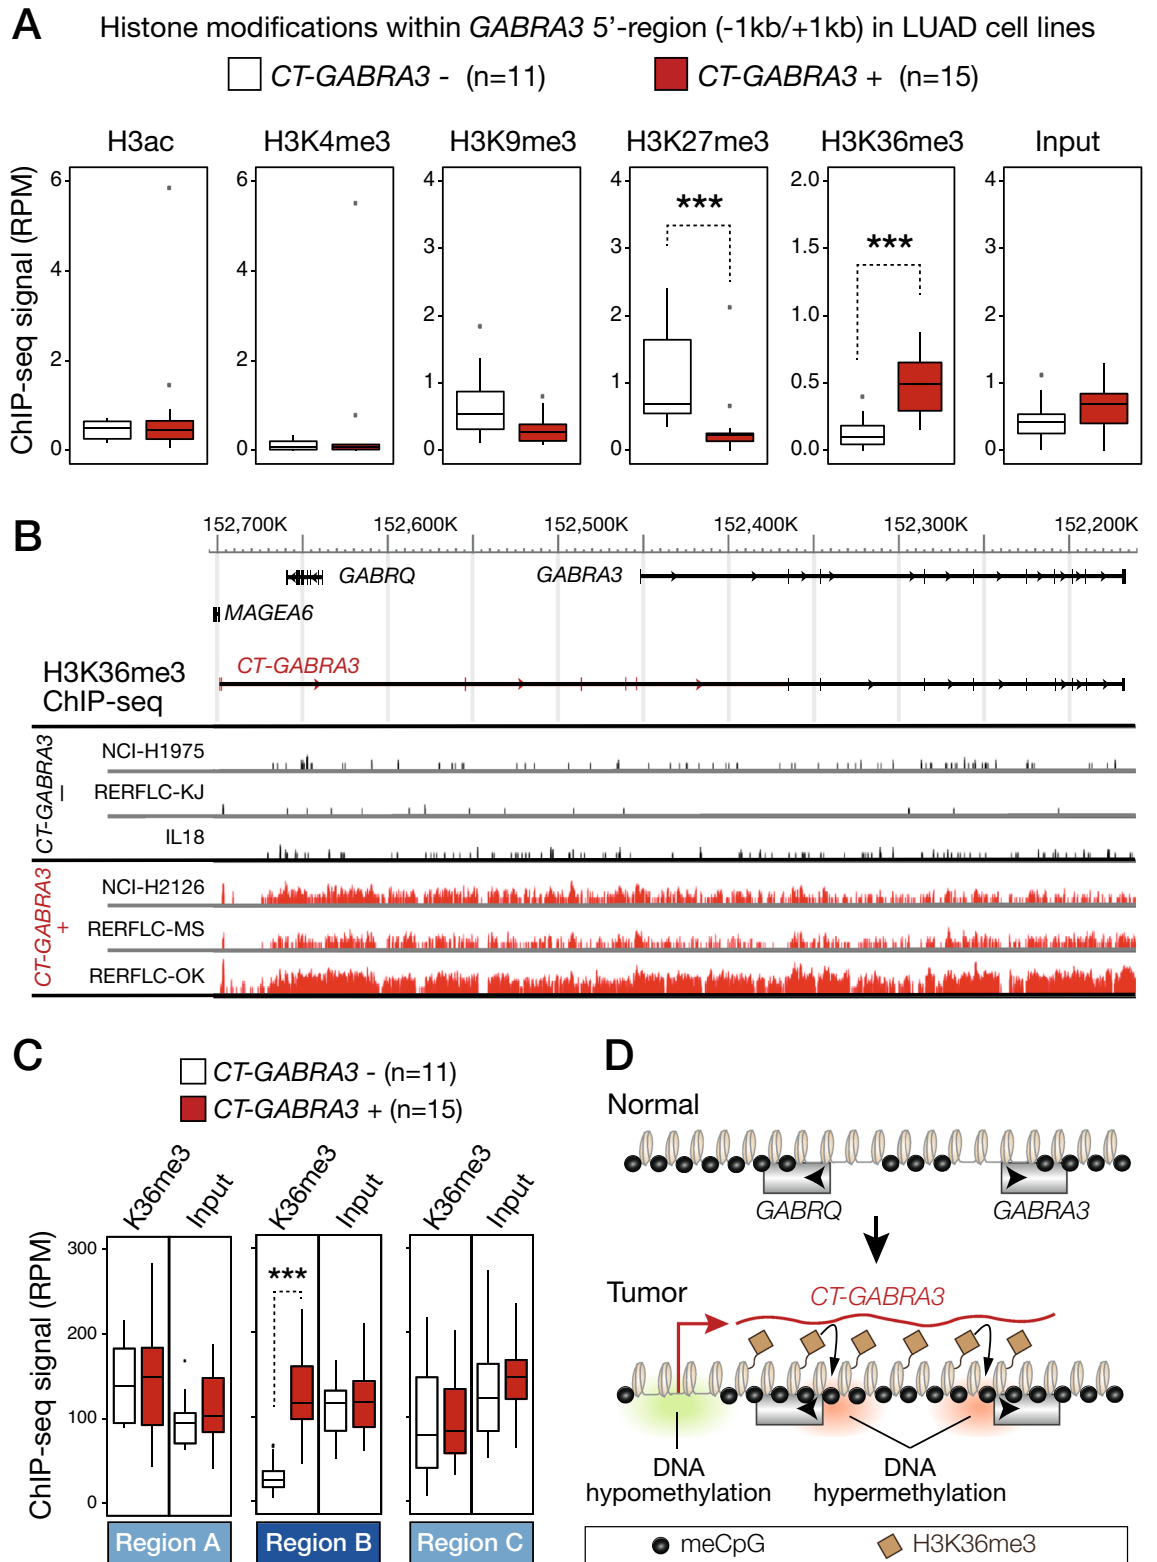 A
Histone modifications within GABRA3 5'-region (-1kb/+1kb) in LUAD cell lines
CT-GABRA3 - (n=11)
CT-GABRA3 + (n=15)
H3ac
H3K4me3
H3K9me3
H3K27me3
H3K36me3
Input
ChIP-seq signal (RPM)
6
4
2
0
6
4
2
0
4
3
2
1
0
4
3
2
1
0
***
2.0
1.5
1.0
0.5
0.0
***
4
3
2
1
0
B
152,700K 152,600K 152,500K 152,400K 152,300K 152,200K
GABRQ
GABRA3
MAGEA6
CT-GABRA3
H3K36me3
ChIP-seq
CT-GABRA3
–
NCI-H1975
RERFLC-KJ
IL18
CT-GABRA3
+
NCI-H2126
RERFLC-MS
RERFLC-OK
C
CT-GABRA3 - (n=11)
CT-GABRA3 + (n=15)
K36me3
Input
K36me3
Input
K36me3
Input
ChIP-seq signal (RPM)
300
200
100
0
***
Region A
Region B
Region C
D
Normal
GABRQ
GABRA3
Tumor
CT-GABRA3
DNA
hypomethylation
DNA
hypermethylation
meCpG
H3K36me3